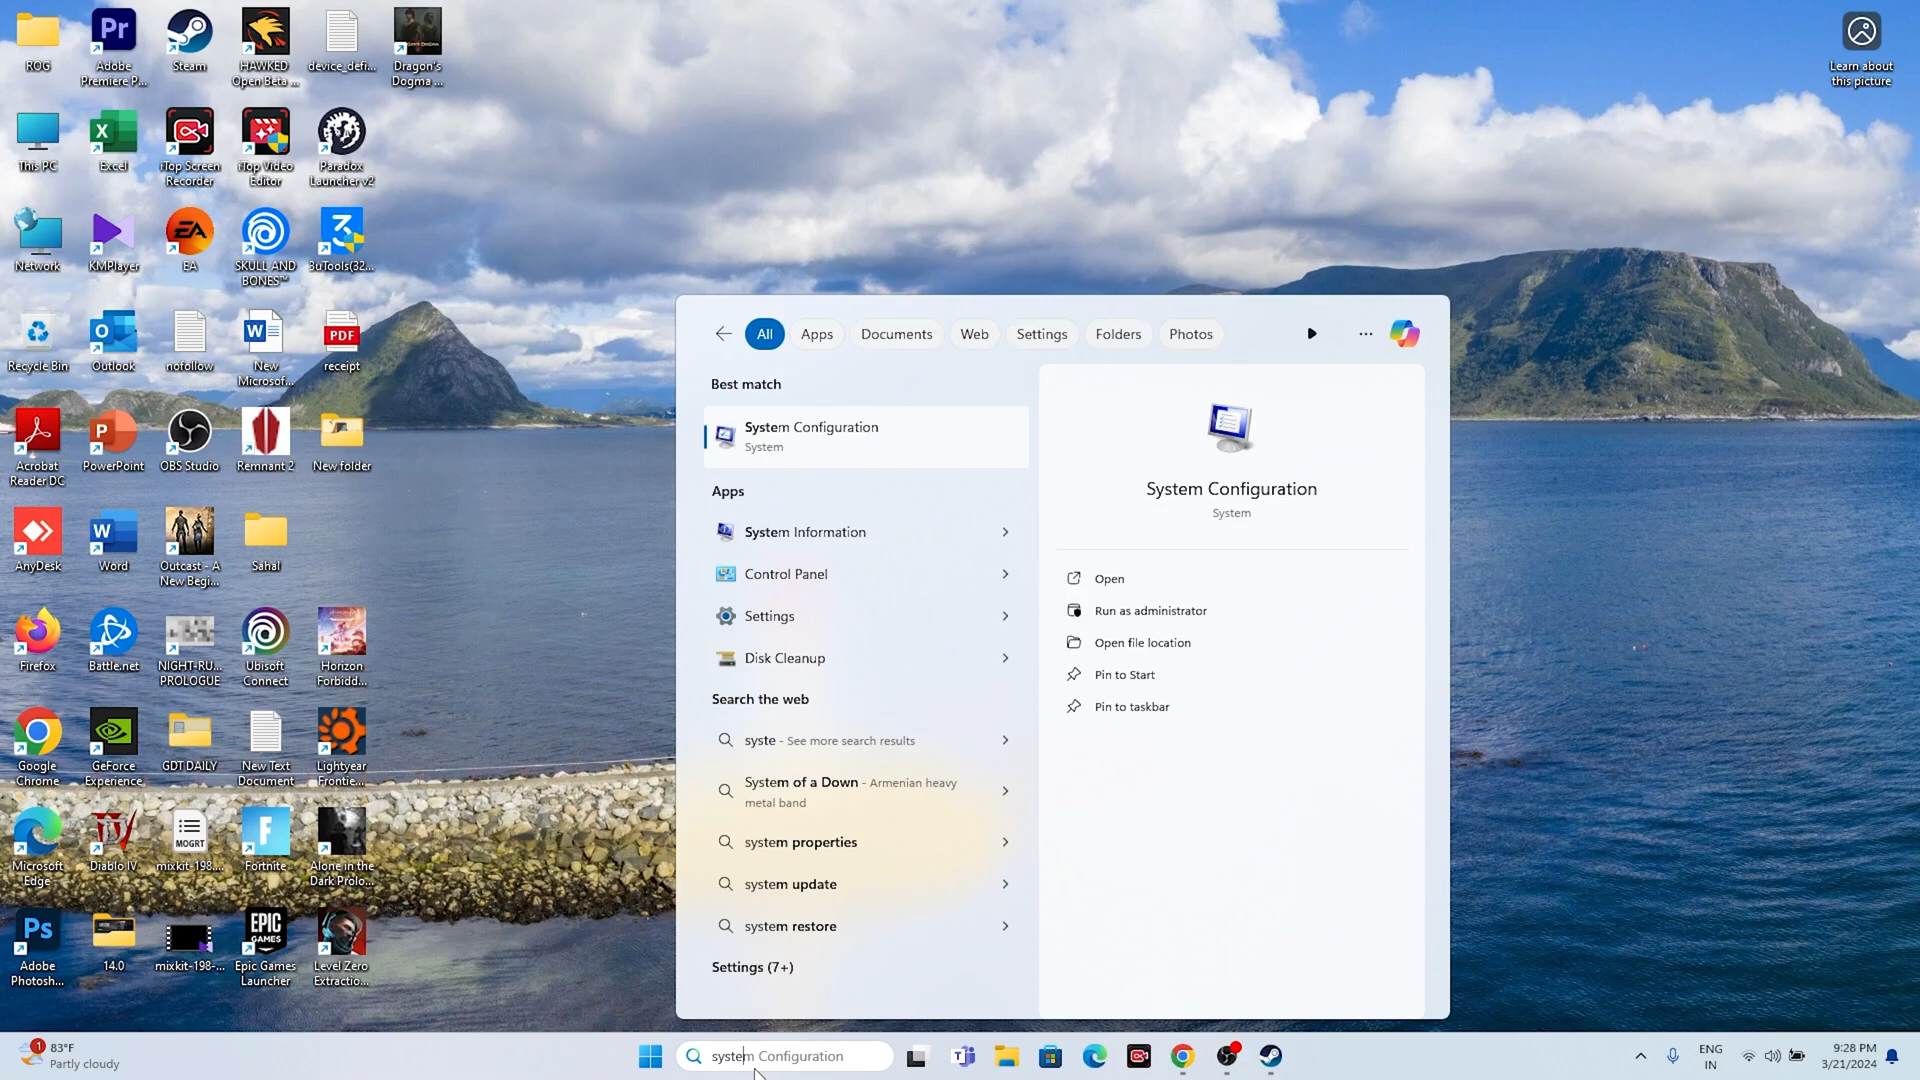 ROG
Adobe
Premiere P...
Steam
HAWKED
Open Beta ...
device_defi...
Dragon's
Dogma ...
Learn about
this picture
This PC
Excel
iTop Screen
Recorder
iTop Video
Editor
Paradox
Launcher v2
Network
KMPlayer
EA
EA
SKULL AND
BONES™
3uTools(32...
Recycle Bin
Outlook
nofollow
New
Microsof...
PDF
receipt
Acrobat
Reader DC
PowerPoint
OBS Studio
Remnant 2
New folder
AnyDesk
Word
Outcast - A
New Begi...
Sahal
Firefox
Battle.net
NIGHT-RU...
PROLOGUE
Ubisoft
Connect
Horizon
Forbidd...
Google
Chrome
GeForce
Experience
GDT DAILY
New Text
Document
Lightyear
Frontie...
Microsoft
Edge
Diablo IV
MOGRT
mixkit-198...
Fortnite
Alone in the
Dark Prolo...
Adobe
Photosh...
14.0
mixkit-198-...
EPIC
GAMES
Epic Games
Launcher
Level Zero
Extractio...
All
Apps
Documents
Web
Settings
Folders
Photos
Best match
System Configuration
System
Apps
System Information
Control Panel
Settings
Disk Cleanup
Search the web
syste - See more search results
System of a Down - Armenian heavy
metal band
system properties
system update
system restore
Settings (7+)
System Configuration
System
Open
Run as administrator
Open file location
Pin to Start
Pin to taskbar
1
83°F
Partly cloudy
system Configuration
ENG
IN
9:28 PM
3/21/2024